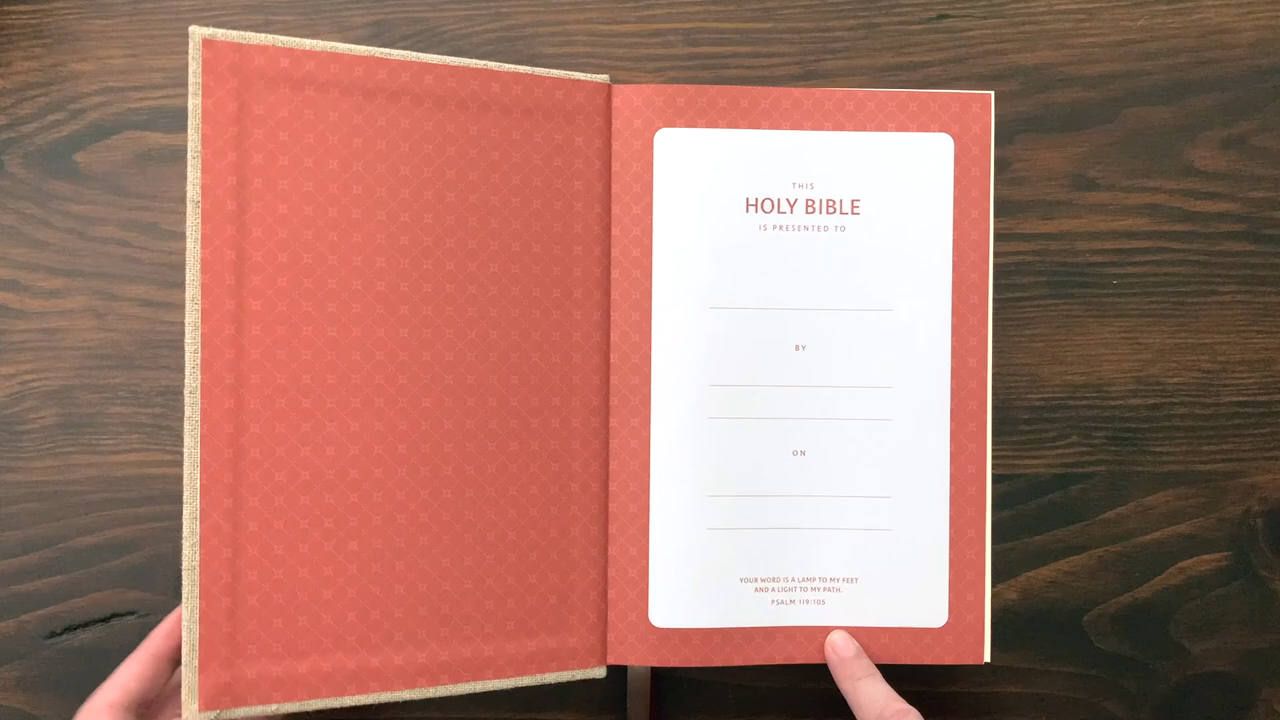 THIS
HOLY BIBLE
IS PRESENTED TO
BY
ON
YOUR WORD IS A LAMP TO MY FEET
AND A LIGHT TO MY PATH.
PSALM 119:105